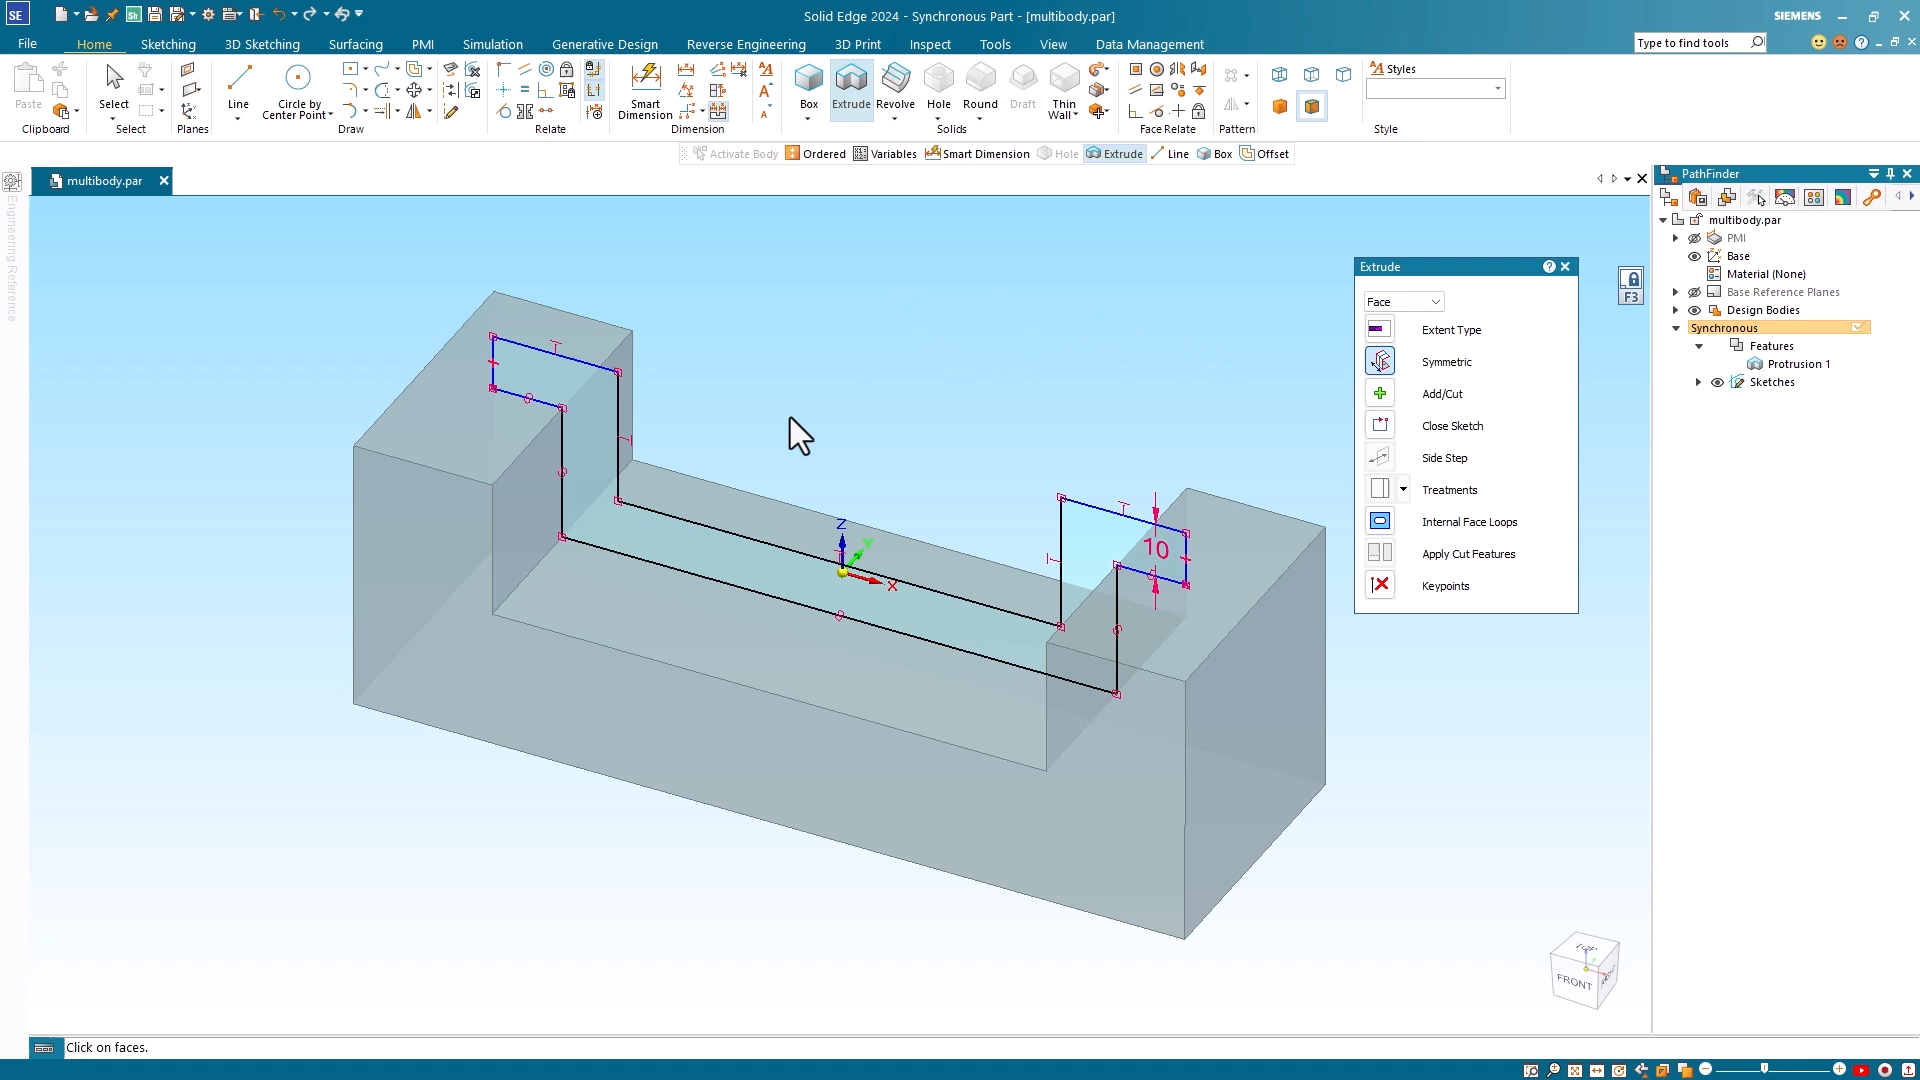 SE
Sh
Solid Edge 2024 - Synchronous Part - [multibody.par]
SIEMENS
File
Home
Sketching
3D Sketching
Surfacing
PMI
Simulation
Generative Design
Reverse Engineering
3D Print
Inspect
Tools
View
Data Management
Type to find tools
Paste
Clipboard
Select
Select
Planes
Line
Circle by
Center Point
Draw
Relate
Smart
Dimension
Dimension
Box
Extrude
Revolve
Hole
Round
Draft
Thin
Wall
Solids
Face Relate
Pattern
Styles
Style
Activate Body
Ordered
Variables
Smart Dimension
Hole
Extrude
Line
Box
Offset
multibody.par
Engineering Reference
PathFinder
multibody.par
PMI
Base
Material (None)
Base Reference Planes
Design Bodies
Synchronous
Features
Protrusion 1
Sketches
Extrude
Face
Extent Type
Symmetric
Add/Cut
Close Sketch
Side Step
Treatments
Internal Face Loops
Apply Cut Features
Keypoints
F3
10
Z
Y
X
TOP
FRONT
RIGHT
Click on faces.